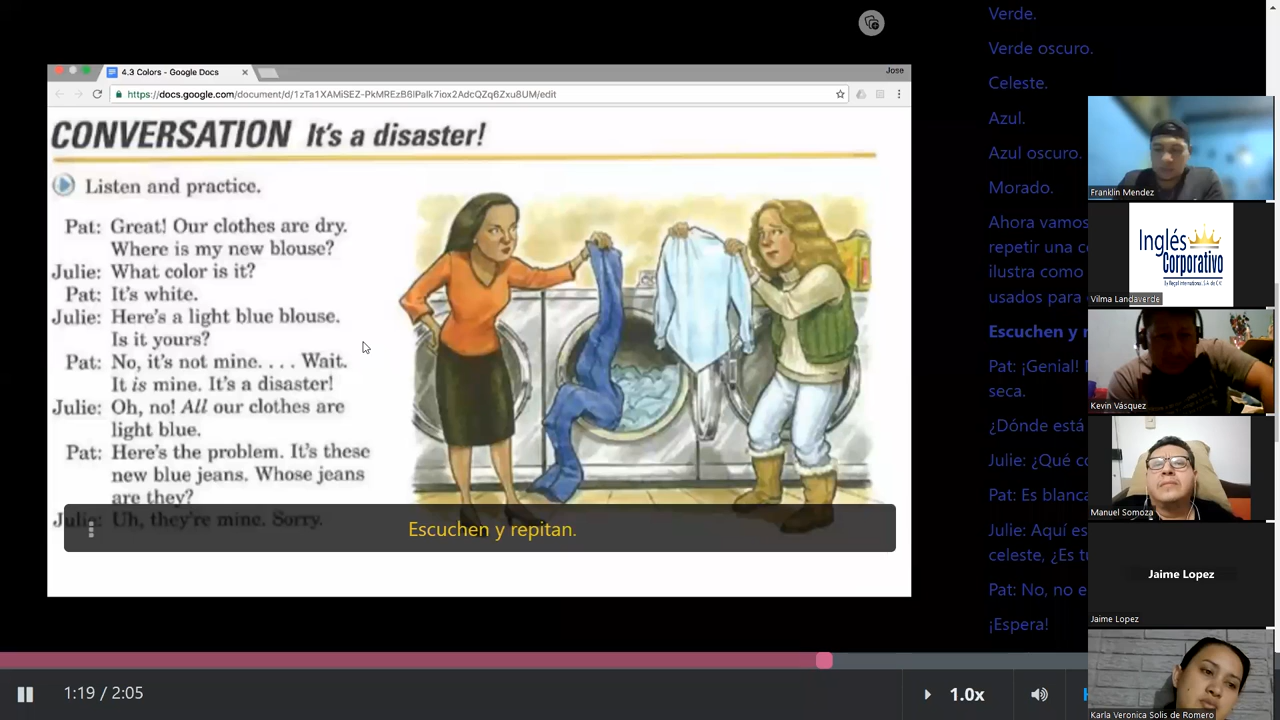 4.3 Colors - Google Docs
Jose
https://docs.google.com/document/d/1zTa1XAMiSEZ-PkMREzB6lPalk7iox2AdcQZq6Zxu8UM/edit
CONVERSATION It's a disaster!
Listen and practice.
Pat: Great! Our clothes are dry.
Where is my new blouse?
Julie: What color is it?
Pat: It's white.
Julie: Here's a light blue blouse.
Is it yours?
Pat: No, it's not mine. . . . Wait.
It is mine. It's a disaster!
Julie: Oh, no! All our clothes are
light blue.
Pat: Here's the problem. It's these
new blue jeans. Whose jeans
are they?
Julie: Uh, they're mine. Sorry.
Escuchen y repitan.
1:19 / 2:05
1.0x
Verde.
Verde oscuro.
Celeste.
Azul.
Azul oscuro.
Morado.
Ahora vamos
repetir una
ilustra como
usados para
Escuchen y
Pat: ¡Genial!
seca.
¿Dónde está
Julie: ¿Qué
Pat: Es blanca
Julie: Aquí
celeste, ¿Es
Pat: No, no
¡Espera!
Franklin Mendez
Inglés
Corporativo
Vilma Landaverde
Kevin Vásquez
Manuel Somoza
Jaime Lopez
Jaime Lopez
Karla Veronica Solis de Romero